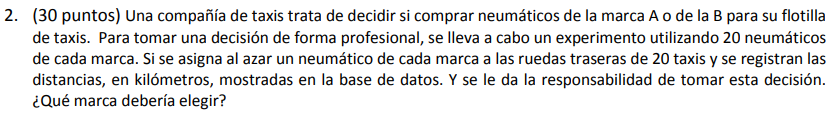 2. (30 puntos) Una compañía de taxis trata de decidir si comprar neumáticos de la marca A o de la B para su flotilla
de taxis. Para tomar una decisión de forma profesional, se lleva a cabo un experimento utilizando 20 neumáticos
de cada marca. Si se asigna al azar un neumático de cada marca a las ruedas traseras de 20 taxis y se registran las
distancias, en kilómetros, mostradas en la base de datos. Y se le da la responsabilidad de tomar esta decisión.
¿Qué marca debería elegir?